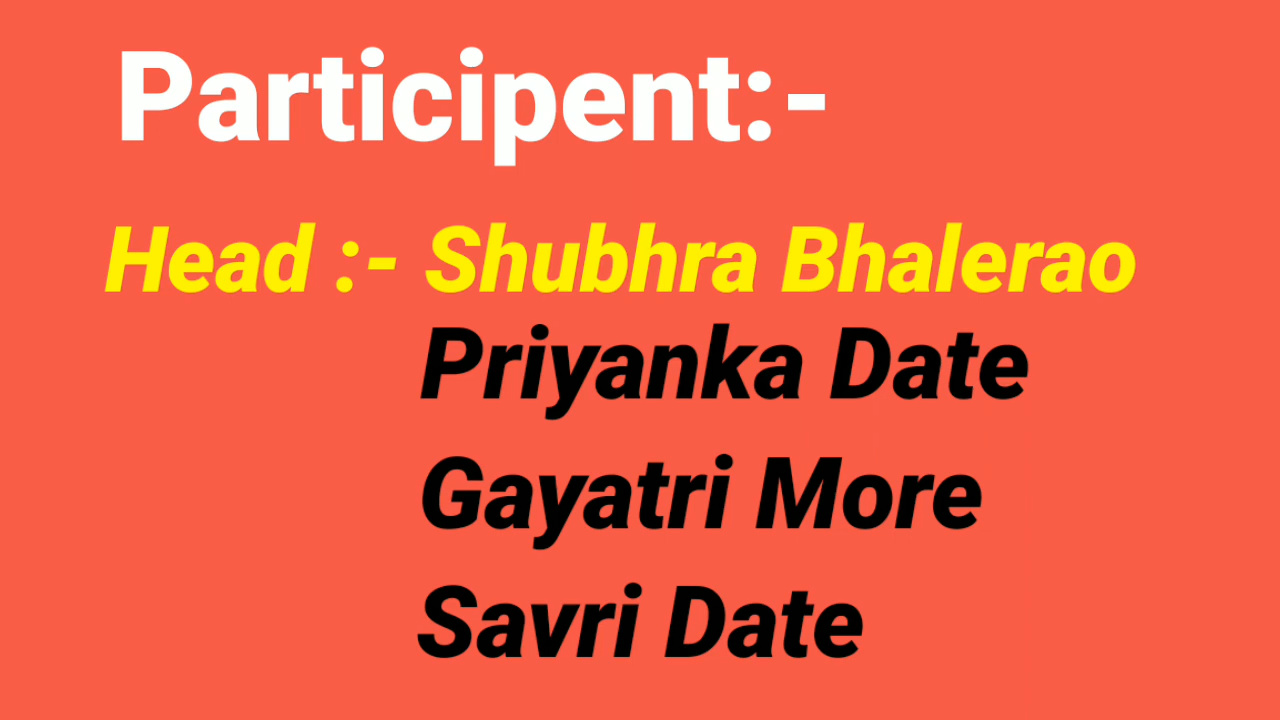 Participent:-
Head :- Shubhra Bhalerao
Priyanka Date
Gayatri More
Savri Date